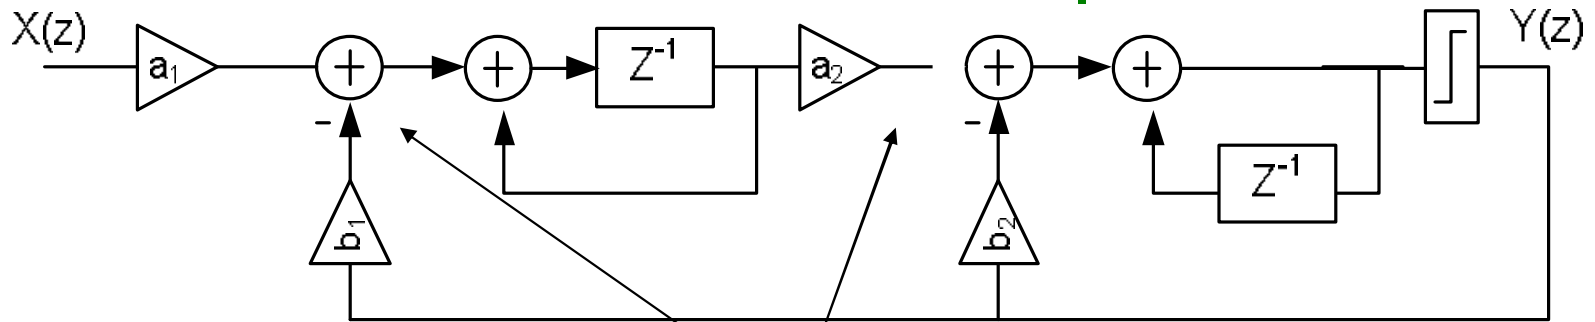 X(z)
a₁
+
-
b₁
+
Z⁻¹
a₂
+
-
b₂
+
Z⁻¹
Y(z)